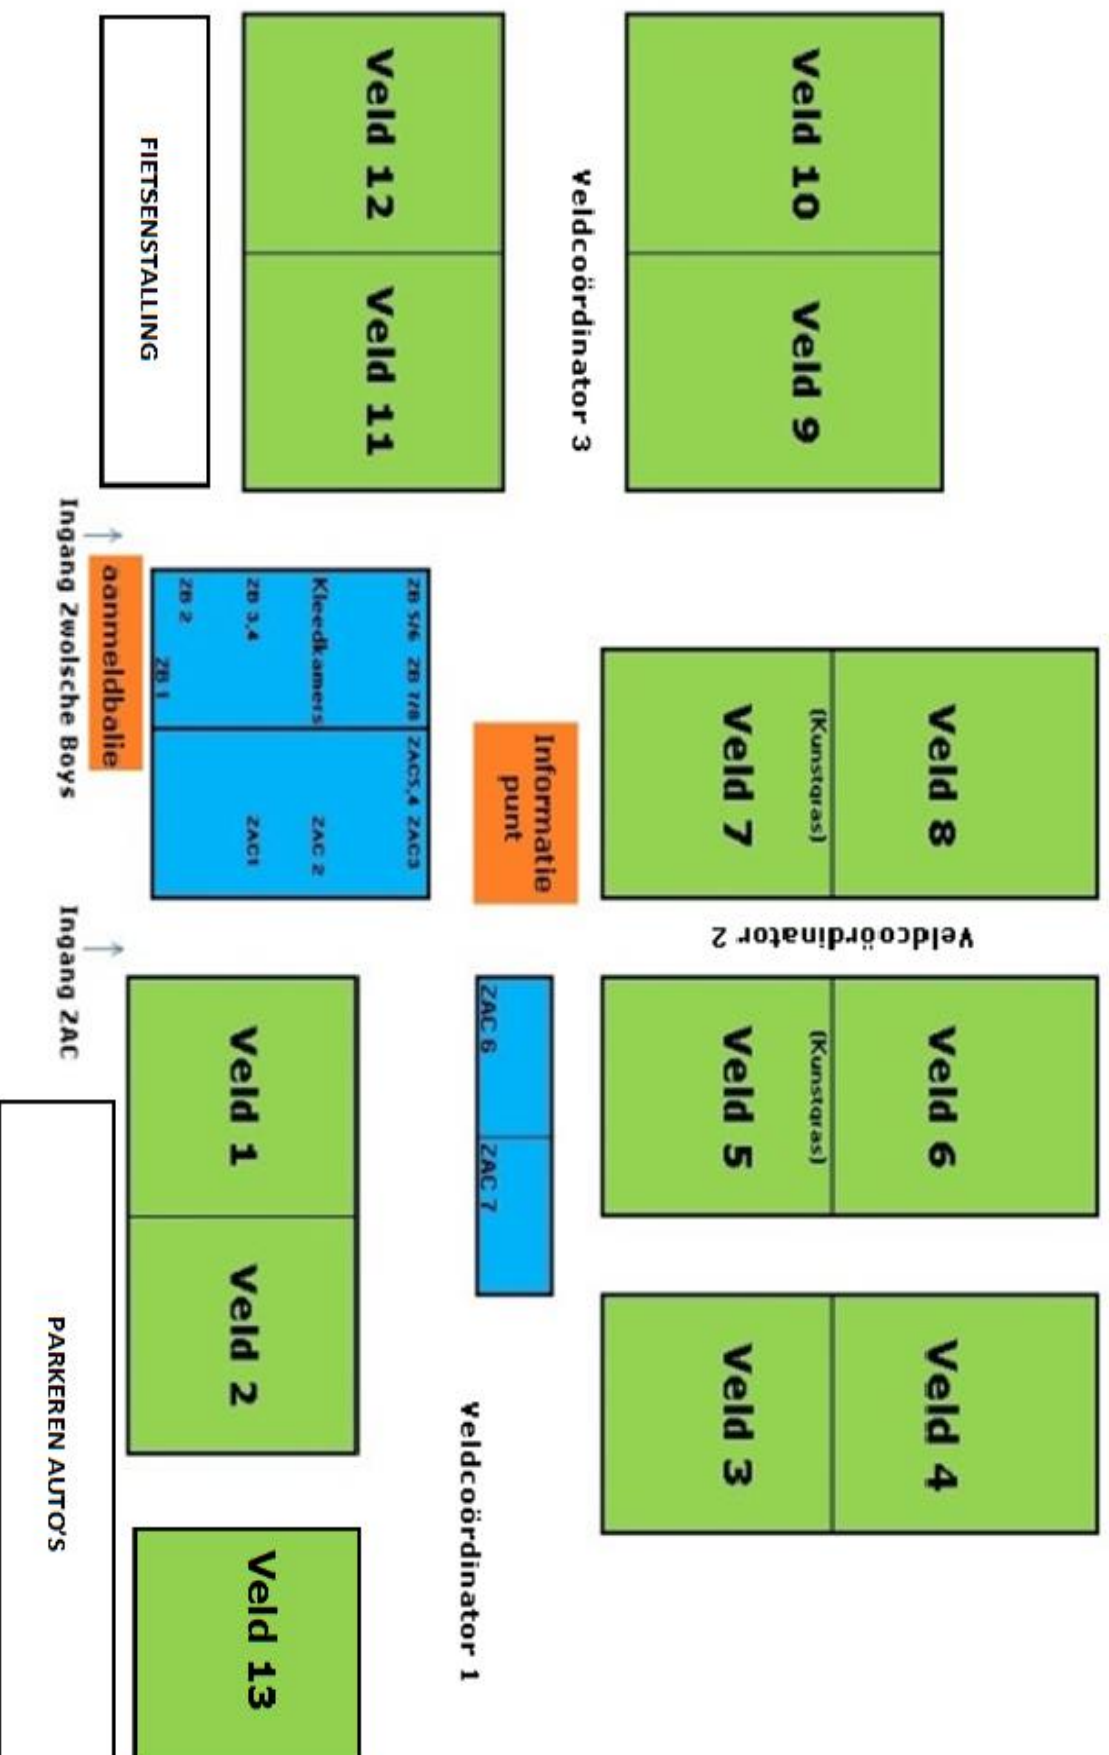 Veld 10
Veld 9
Veld 8
(Kunstgras)
Veld 7
Veld 6
(Kunstgras)
Veld 5
Veld 4
Veld 3
Veldcoördinator 3
Veldcoördinator 2
Informatie
punt
ZAC 6
ZAC 7
Veldcoördinator 1
Veld 12
Veld 11
ZB 5/6 ZB 7/8 ZAC5,4 ZAC3
Kleedkamers ZAC 2
ZB 3,4 ZAC1
ZB 2
ZB 1
Veld 1
Veld 2
Veld 13
FIETSENSTALLING
aanmeldbalie
Ingang Zwolsche Boys
Ingang ZAC
PARKEREN AUTO'S